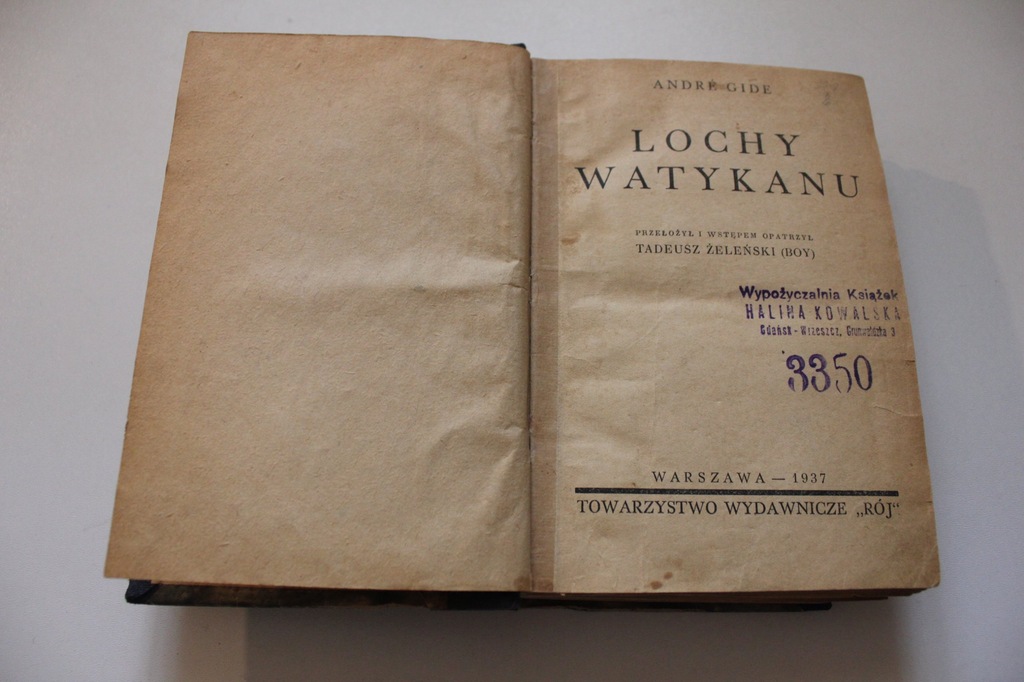 ANDRÉ GIDE
LOCHY
WATYKANU
PRZEŁOŻYŁ I WSTĘPEM OPATRZYŁ
TADEUSZ ŻELEŃSKI (BOY)
Wypożyczalnia Książek
HALINA KOWALSKA
Gdańsk - Wrzeszcz, Grunwaldzka 3
3350
WARSZAWA — 1937
TOWARZYSTWO WYDAWNICZE „RÓJ“